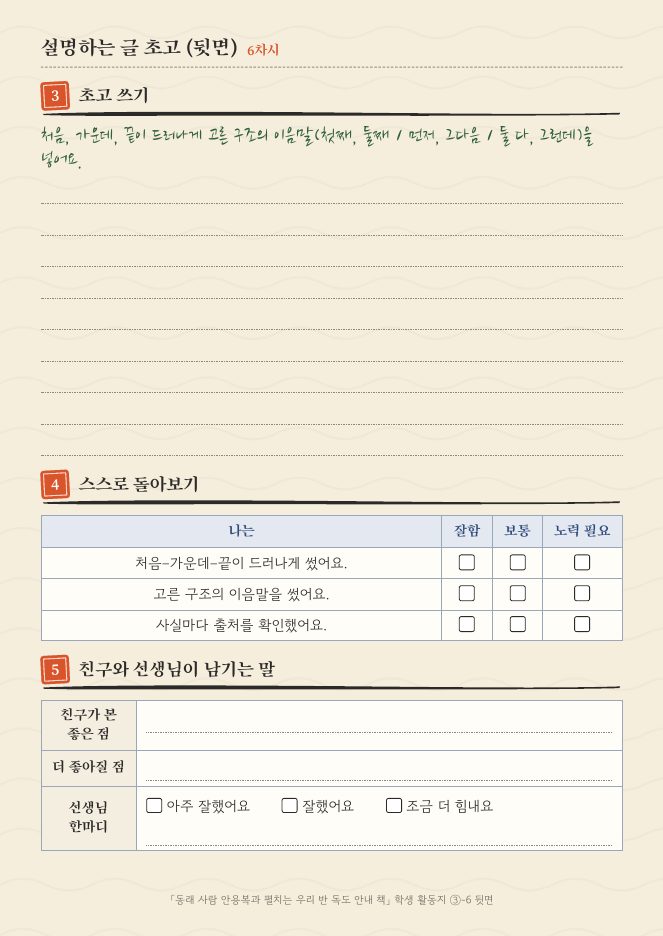 설명하는 글 초고 (뒷면) 6차시
3 초고 쓰기
처음, 가운데, 끝이 드러나게 고른 구조의 이음말(첫째, 둘째 / 먼저, 그다음 / 둘 다, 그런데)을
넣어요.
4 스스로 돌아보기
나는 잘함 보통 노력 필요
처음–가운데–끝이 드러나게 썼어요.
고른 구조의 이음말을 썼어요.
사실마다 출처를 확인했어요.
5 친구와 선생님이 남기는 말
친구가 본
좋은 점
더 좋아질 점
선생님
한마디
아주 잘했어요 잘했어요 조금 더 힘내요
「동래 사람 안용복과 펼치는 우리 반 독도 안내 책」 학생 활동지 ③-6 뒷면